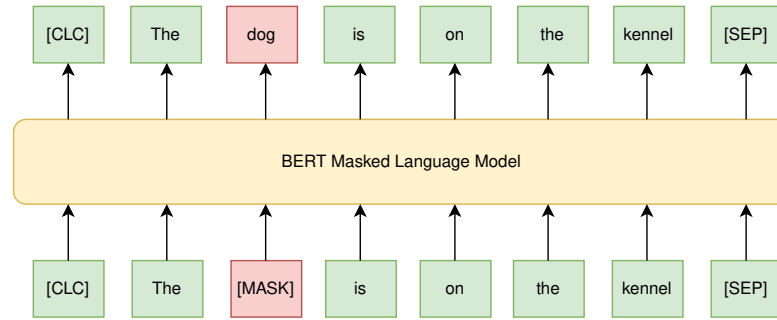 [CLC] The dog is on the kennel [SEP]
BERT Masked Language Model
[CLC] The [MASK] is on the kennel [SEP]